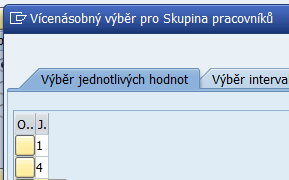 Vícenásobný výběr pro Skupina pracovníků
Výběr jednotlivých hodnot Výběr interva
O.. J.
1
4